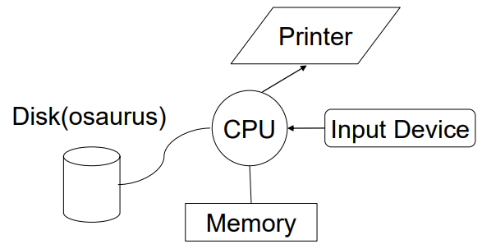 Printer
Disk(osaurus)
CPU
Input Device
Memory